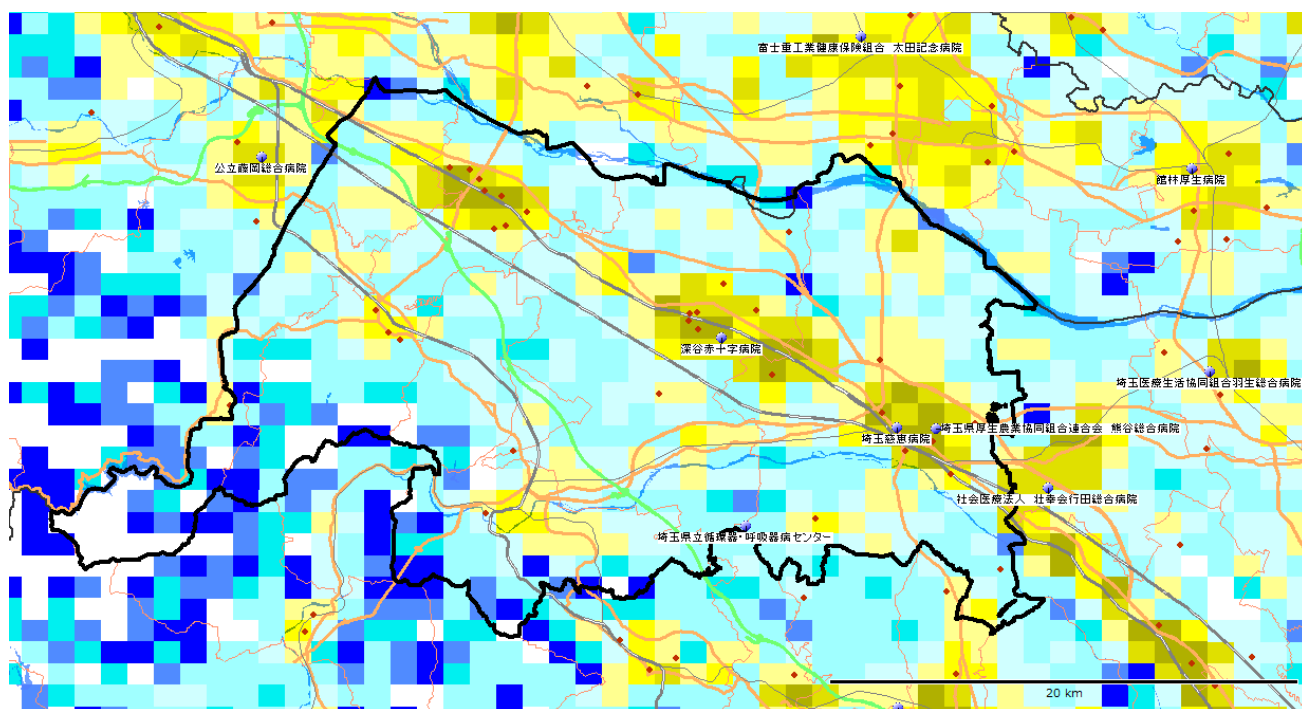 富士重工業健康保険組合 太田記念病院
公立藤岡総合病院
館林厚生病院
深谷赤十字病院
埼玉医療生活協同組合羽生総合病院
埼玉慈恵病院
埼玉県厚生農業協同組合連合会 熊谷総合病院
社会医療法人 壮幸会行田総合病院
埼玉県立循環器・呼吸器病センター
20 km